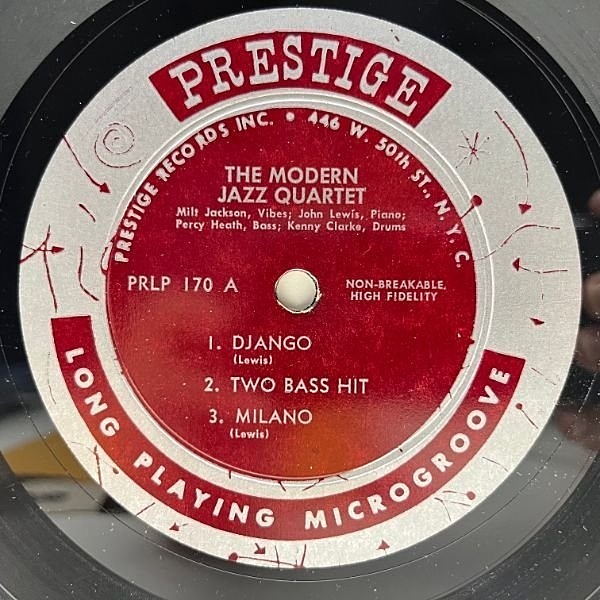 PRESTIGE
PRESTIGE RECORDS INC. • 446 W. 50th ST., N.Y.C.
THE MODERN
JAZZ QUARTET
Milt Jackson, Vibes; John Lewis, Piano;
Percy Heath, Bass; Kenny Clarke, Drums
PRLP 170 A
NON-BREAKABLE,
HIGH FIDELITY
1. DJANGO
(Lewis)
2. TWO BASS HIT
3. MILANO
(Lewis)
LONG PLAYING MICROGROOVE